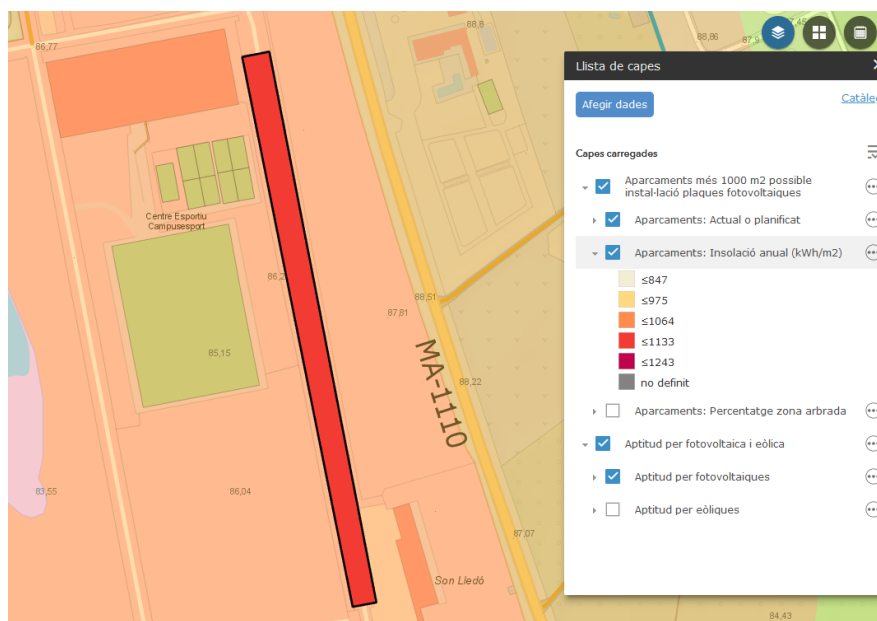 86,77
88,8
88,86
87,9
7,45
Centre Esportiu
Campusesport
86,2
87,81
88,51
85,15
MA-1110
88,22
83,55
86,04
87,07
Son Lledó
84,43
Llista de capes
Afegir dades
Catàleg
Capes carregades
Aparcaments més 1000 m2 possible
instal·lació plaques fotovoltaiques
Aparcaments: Actual o planificat
Aparcaments: Insolació anual (kWh/m2)
≤847
≤975
≤1064
≤1133
≤1243
no definit
Aparcaments: Percentatge zona arbrada
Aptitud per fotovoltaica i eòlica
Aptitud per fotovoltaiques
Aptitud per eòliques